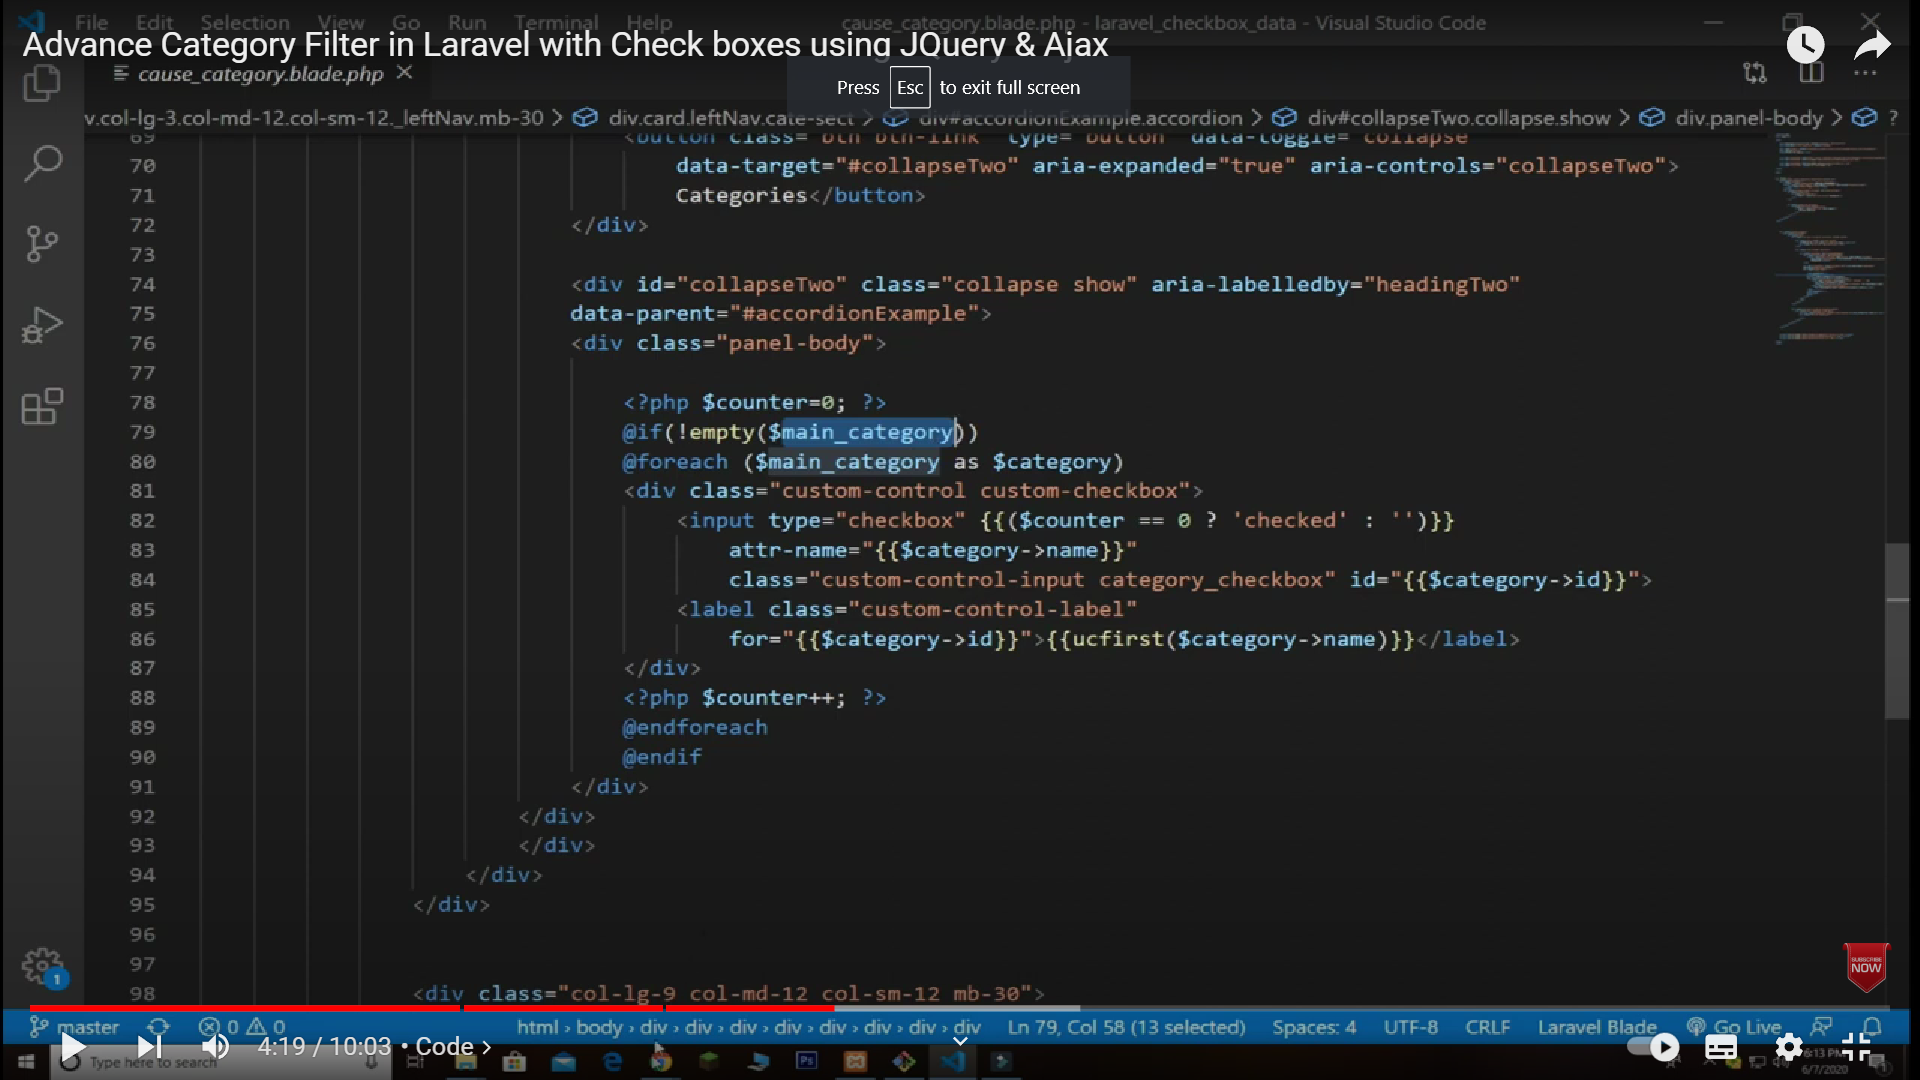 File Edit Selection View Go Run Terminal Help cause_category.blade.php - laravel_checkbox_data - Visual Studio Code
Advance Category Filter in Laravel with Check boxes using JQuery & Ajax
cause_category.blade.php
Press Esc to exit full screen
v.col-lg-3.col-md-12.col-sm-12._leftNav.mb-30 > div.card.leftNav.cate-sect > div#accordionExample.accordion > div#collapseTwo.collapse.show > div.panel-body > ?
69 <button class="btn btn-link" type="button" data-toggle="collapse"
70 data-target="#collapseTwo" aria-expanded="true" aria-controls="collapseTwo">
71 Categories</button>
72 </div>
73
74 <div id="collapseTwo" class="collapse show" aria-labelledby="headingTwo"
75 data-parent="#accordionExample">
76 <div class="panel-body">
77
78 <?php $counter=0; ?>
79 @if(!empty($main_category))
80 @foreach ($main_category as $category)
81 <div class="custom-control custom-checkbox">
82 <input type="checkbox" {{($counter == 0 ? 'checked' : '')}}
83 attr-name="{{$category->name}}"
84 class="custom-control-input category_checkbox" id="{{$category->id}}">
85 <label class="custom-control-label"
86 for="{{$category->id}}">{{ucfirst($category->name)}}</label>
87 </div>
88 <?php $counter++; ?>
89 @endforeach
90 @endif
91 </div>
92 </div>
93 </div>
94 </div>
95 </div>
96
97
98 <div class="col-lg-9 col-md-12 col-sm-12 mb-30">
1
SUBSCRIBE
NOW
master 0 0 html > body > div > div > div > div > div > div > div > div Ln 79, Col 58 (13 selected) Spaces: 4 UTF-8 CRLF Laravel Blade Go Live
4:19 / 10:03 • Code >
Type here to search
Ps
6:13 PM
6/7/2020